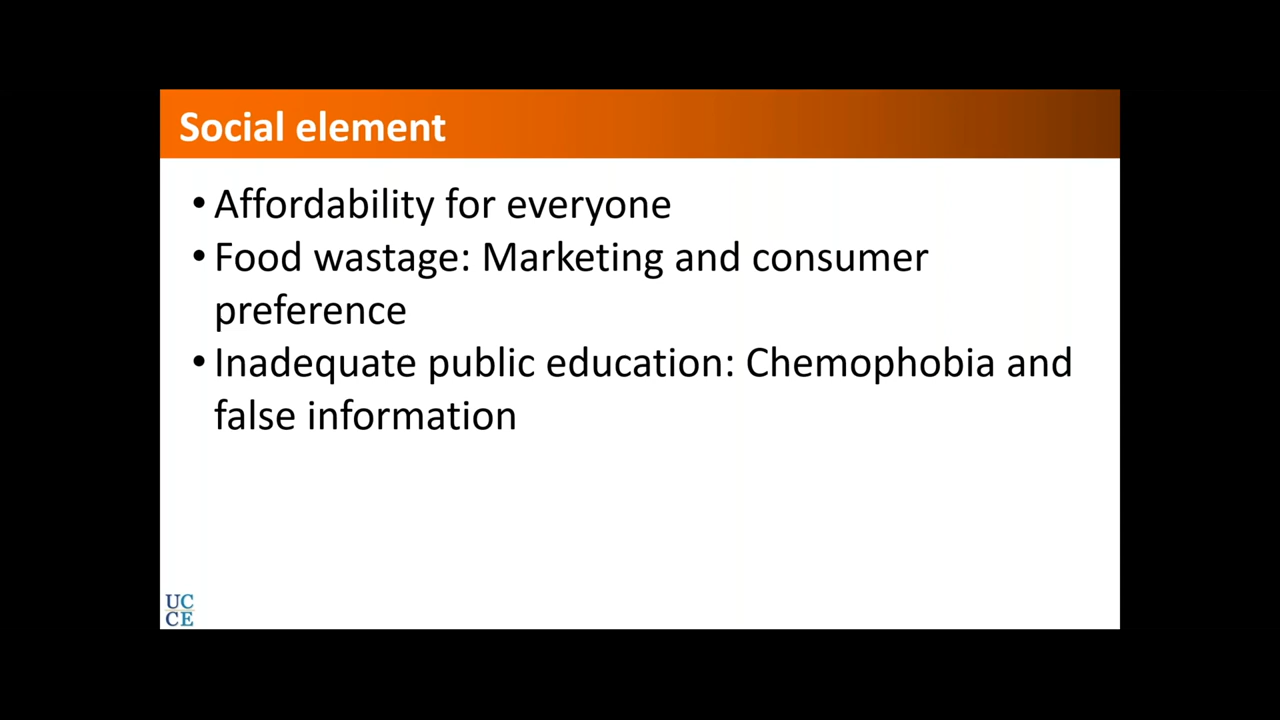 Social element
• Affordability for everyone
• Food wastage: Marketing and consumer
preference
• Inadequate public education: Chemophobia and
false information
UC
CE